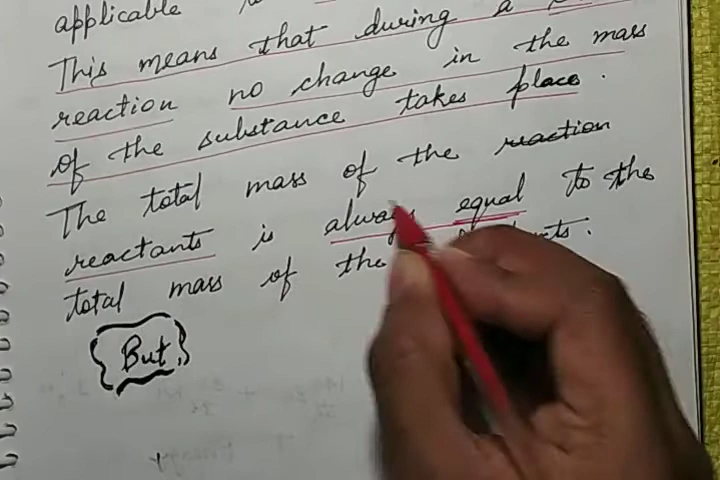 applicable
This means that during a
reaction no change in the mass
of the substance takes place.
The total mass of the reaction
reactants is always equal to the
total mass of the
But,